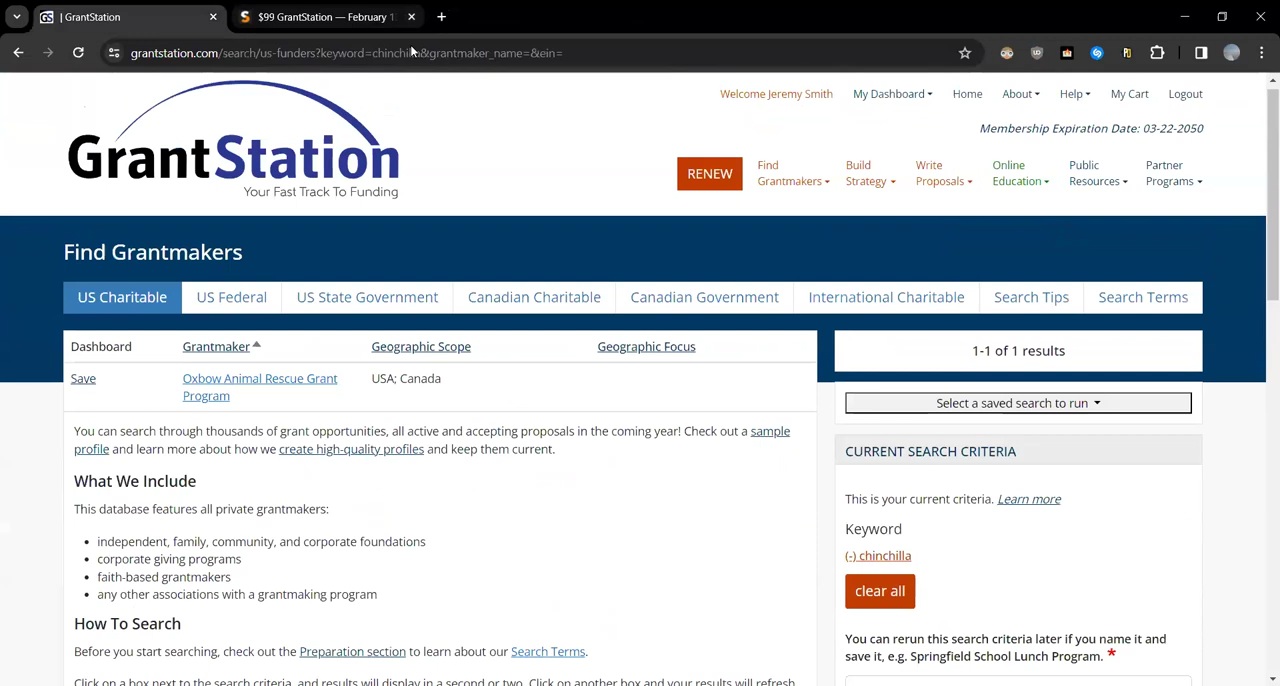 | GrantStation
$99 GrantStation — February 1
grantstation.com/search/us-funders?keyword=chinchilla&grantmaker_name=&ein=
Welcome Jeremy Smith My Dashboard Home About Help My Cart Logout
Membership Expiration Date: 03-22-2050
GrantStation
Your Fast Track To Funding
RENEW
Find Grantmakers
Build Strategy
Write Proposals
Online Education
Public Resources
Partner Programs
Find Grantmakers
US Charitable US Federal US State Government Canadian Charitable Canadian Government International Charitable Search Tips Search Terms
Dashboard Grantmaker Geographic Scope Geographic Focus
Save Oxbow Animal Rescue Grant USA; Canada
Program
You can search through thousands of grant opportunities, all active and accepting proposals in the coming year! Check out a sample
profile and learn more about how we create high-quality profiles and keep them current.
What We Include
This database features all private grantmakers:
• independent, family, community, and corporate foundations
• corporate giving programs
• faith-based grantmakers
• any other associations with a grantmaking program
How To Search
Before you start searching, check out the Preparation section to learn about our Search Terms.
Click on a box next to the search criteria, and results will display in a second or two. Click on another box and your results will refresh
1-1 of 1 results
Select a saved search to run
CURRENT SEARCH CRITERIA
This is your current criteria. Learn more
Keyword
(-) chinchilla
clear all
You can rerun this search criteria later if you name it and
save it, e.g. Springfield School Lunch Program. *